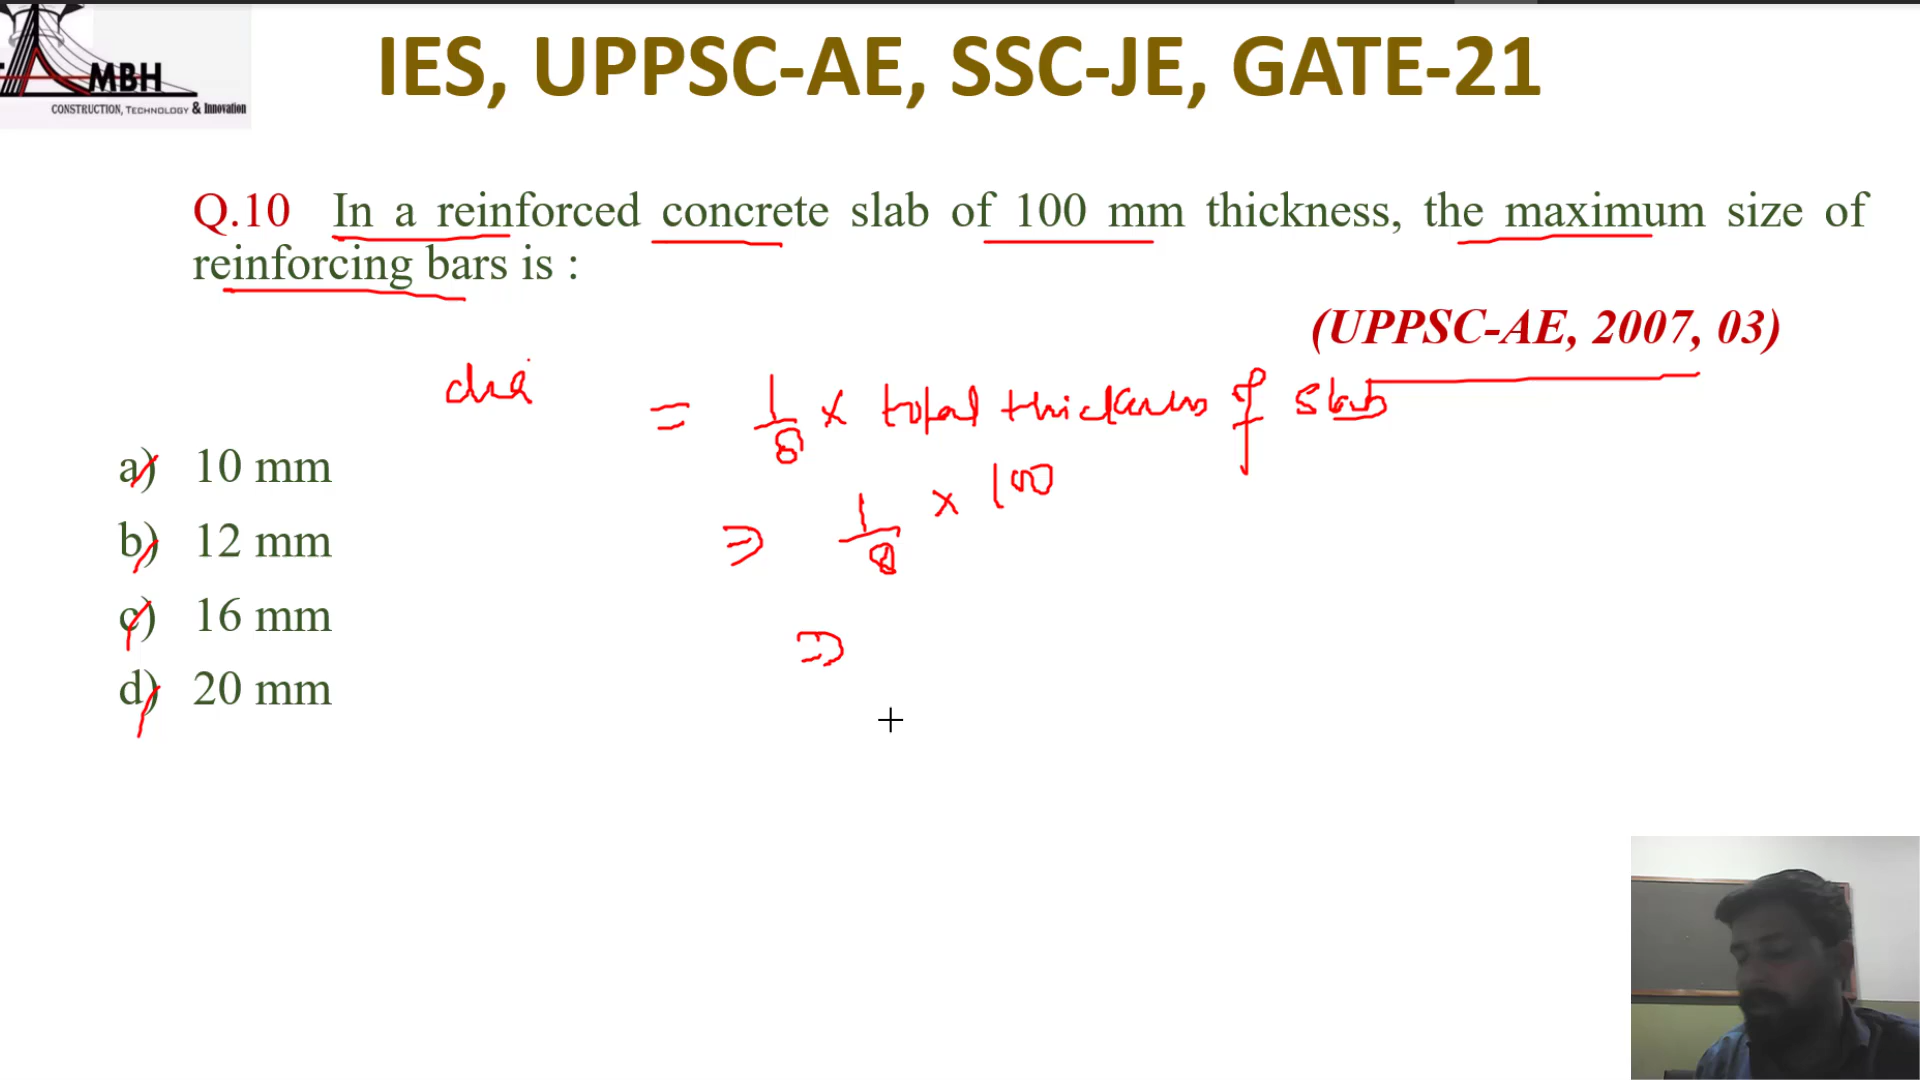 MBH
CONSTRUCTION, TECHNOLOGY & Innovation
IES, UPPSC-AE, SSC-JE, GATE-21
Q.10 In a reinforced concrete slab of 100 mm thickness, the maximum size of
reinforcing bars is :
(UPPSC-AE, 2007, 03)
dia = 1/8 × total thickness of slab
a) 10 mm
⇒ 1/8 × 100
b) 12 mm
c) 16 mm
⇒
d) 20 mm